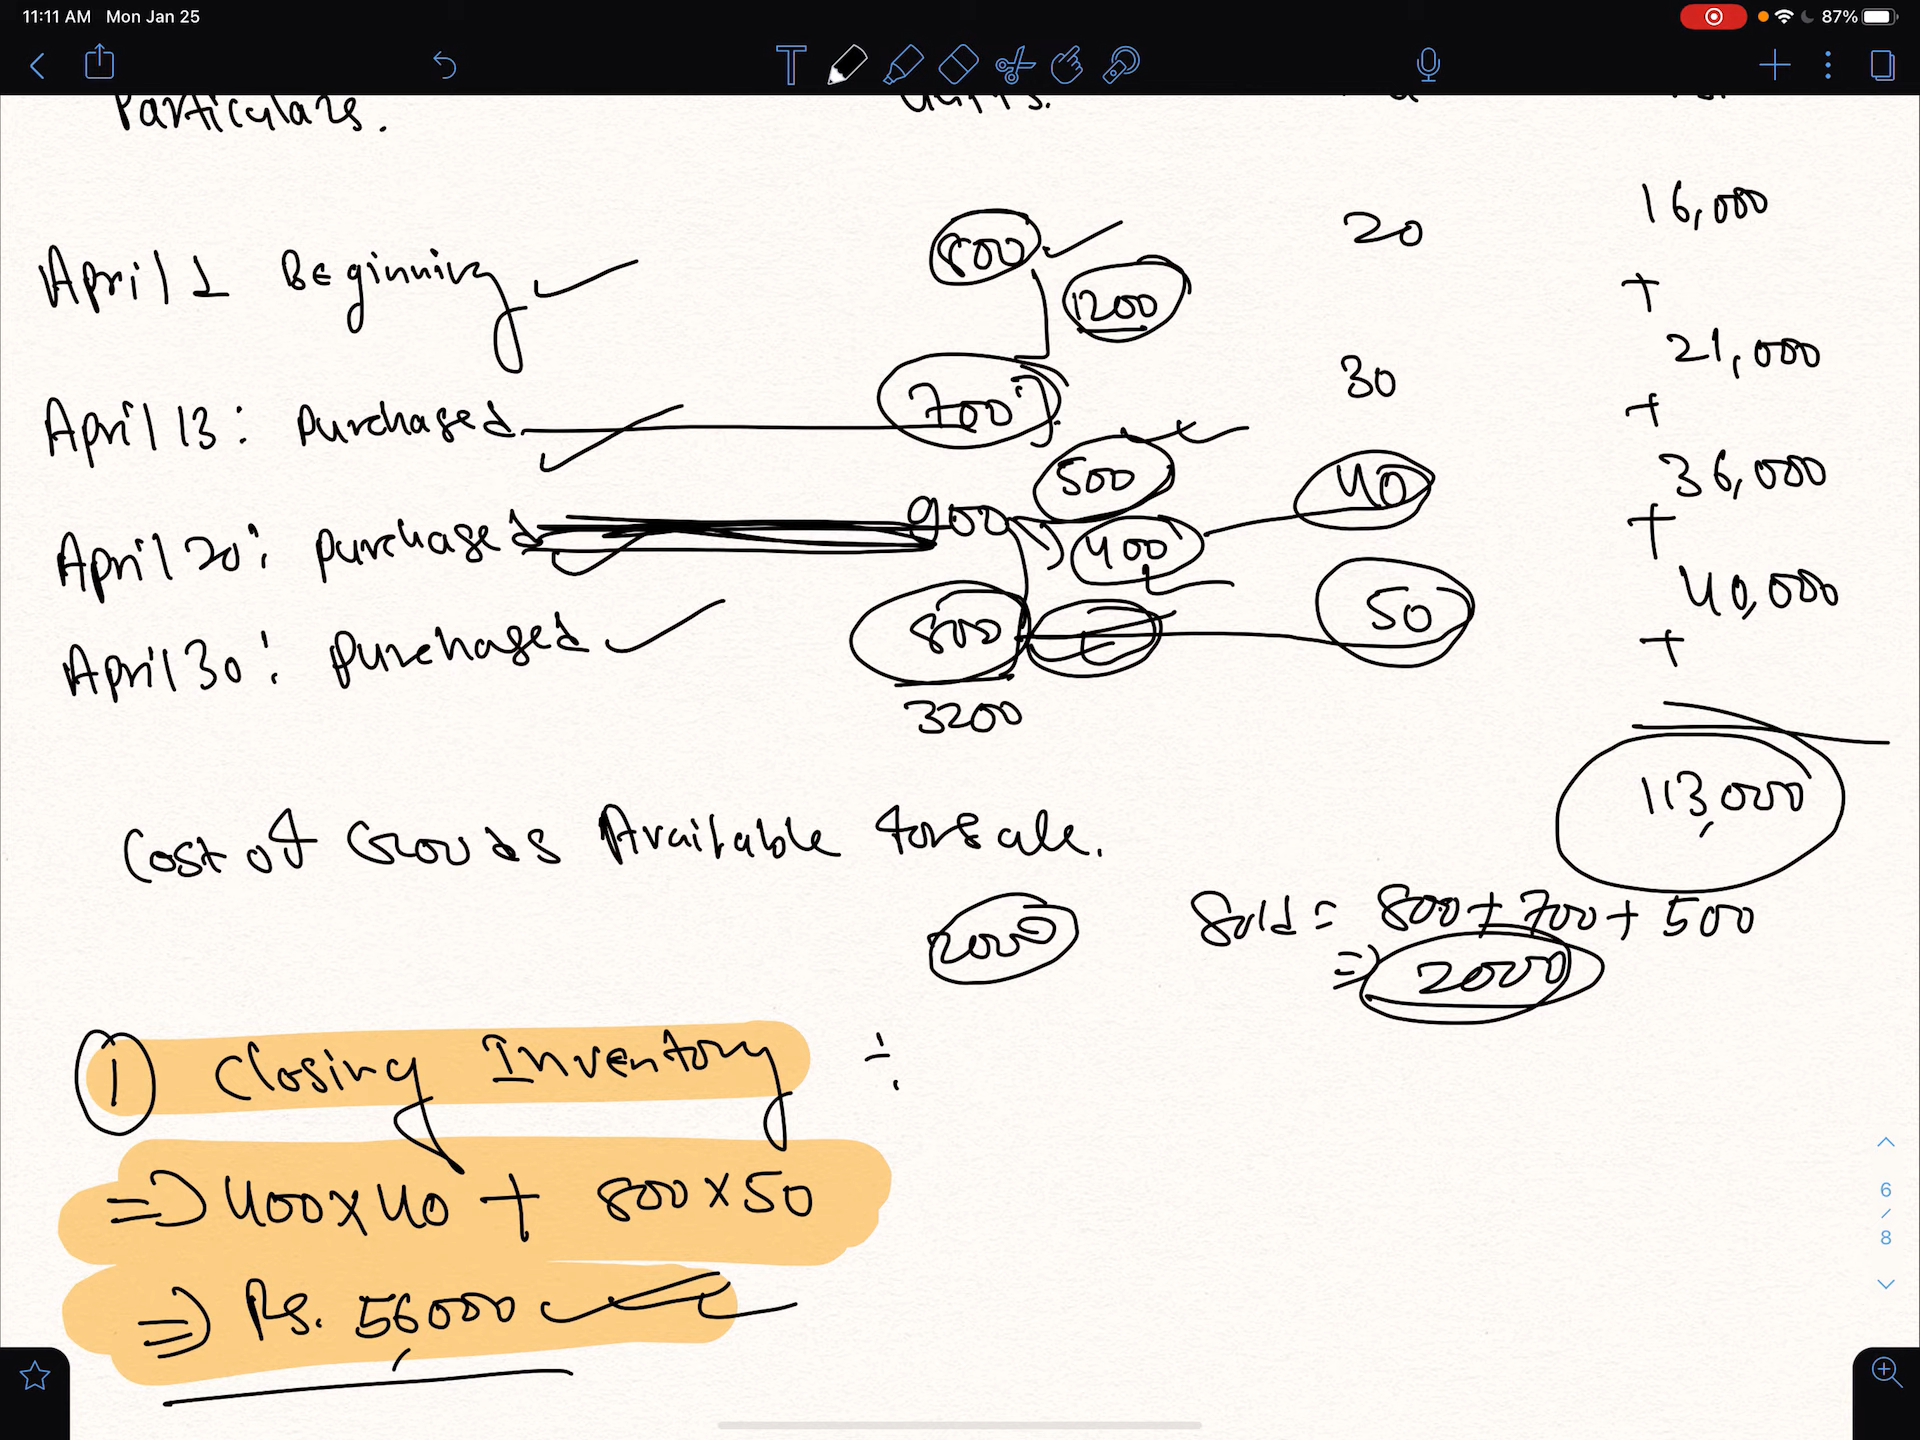 11:11 AM Mon Jan 25
87%
T
Particulars.
units.
April 1 Beginning 800 20 16,000
1200
+
April 13: purchased 700 30 21,000
+
500
April 20: purchased 900 400 40 36,000
+
April 30: purchased 800 50 40,000
+
3200
113,000
Cost of Goods Available for sale.
2000
Sold = 800 + 700 + 500
=> 2000
1 Closing Inventory ÷
=> 400 x 40 + 800 x 50
=> Rs. 56,000
6
/
8